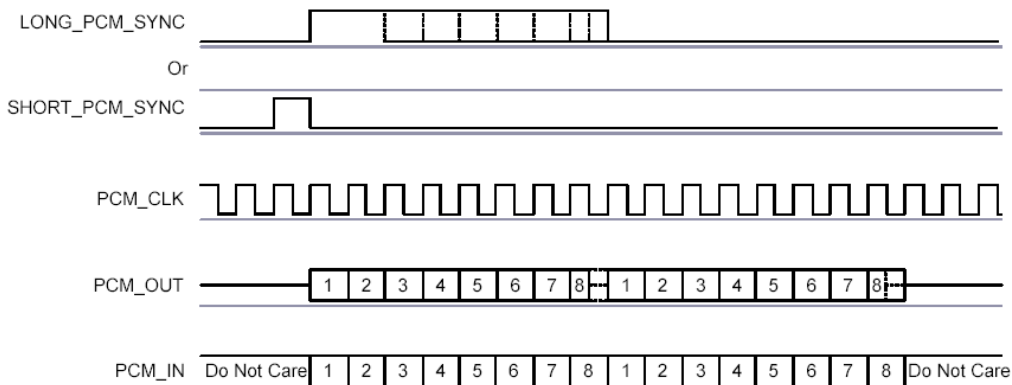 LONG_PCM_SYNC
Or
SHORT_PCM_SYNC
PCM_CLK
PCM_OUT 1 2 3 4 5 6 7 8 1 2 3 4 5 6 7 8
PCM_IN Do Not Care 1 2 3 4 5 6 7 8 1 2 3 4 5 6 7 8 Do Not Care